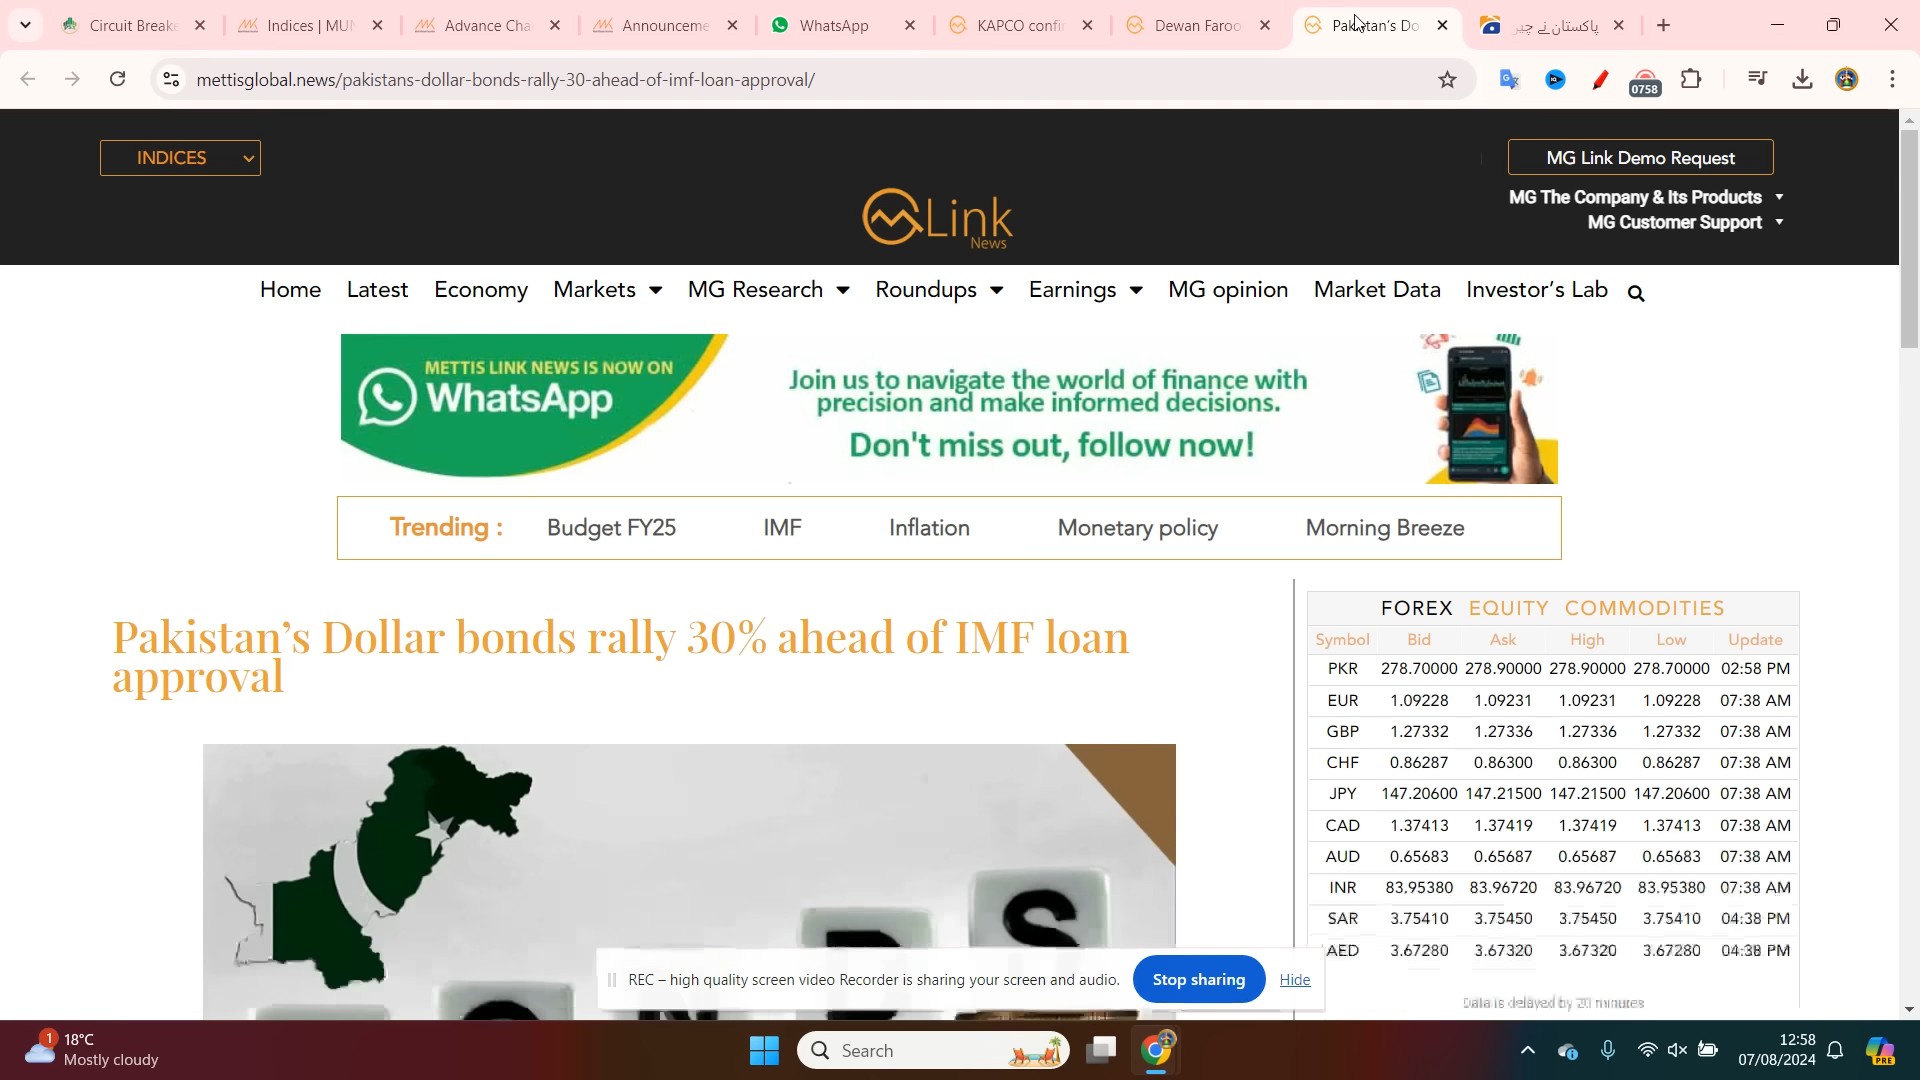 Circuit Breake
Indices | MUN
Advance Cha
Announceme
WhatsApp
KAPCO confir
Dewan Faroo
Pakistan's Do
پاکستان نے چیر
mettisglobal.news/pakistans-dollar-bonds-rally-30-ahead-of-imf-loan-approval/
0758
INDICES
Link
News
MG Link Demo Request
MG The Company & Its Products
MG Customer Support
Home Latest Economy Markets MG Research Roundups Earnings MG opinion Market Data Investor's Lab
METTIS LINK NEWS IS NOW ON
WhatsApp
Join us to navigate the world of finance with
precision and make informed decisions.
Don't miss out, follow now!
Trending : Budget FY25 IMF Inflation Monetary policy Morning Breeze
Pakistan's Dollar bonds rally 30% ahead of IMF loan
approval
FOREX EQUITY COMMODITIES
Symbol Bid Ask High Low Update
PKR 278.70000 278.90000 278.90000 278.70000 02:58 PM
EUR 1.09228 1.09231 1.09231 1.09228 07:38 AM
GBP 1.27332 1.27336 1.27336 1.27332 07:38 AM
CHF 0.86287 0.86300 0.86300 0.86287 07:38 AM
JPY 147.20600 147.21500 147.21500 147.20600 07:38 AM
CAD 1.37413 1.37419 1.37419 1.37413 07:38 AM
AUD 0.65683 0.65687 0.65687 0.65683 07:38 AM
INR 83.95380 83.96720 83.96720 83.95380 07:38 AM
SAR 3.75410 3.75450 3.75450 3.75410 04:38 PM
AED 3.67280 3.67320 3.67320 3.67280 04:38 PM
Data is delayed by 20 minutes
D S
REC – high quality screen video Recorder is sharing your screen and audio.
Stop sharing
Hide
1
18°C
Mostly cloudy
Search
12:58
07/08/2024
PRE